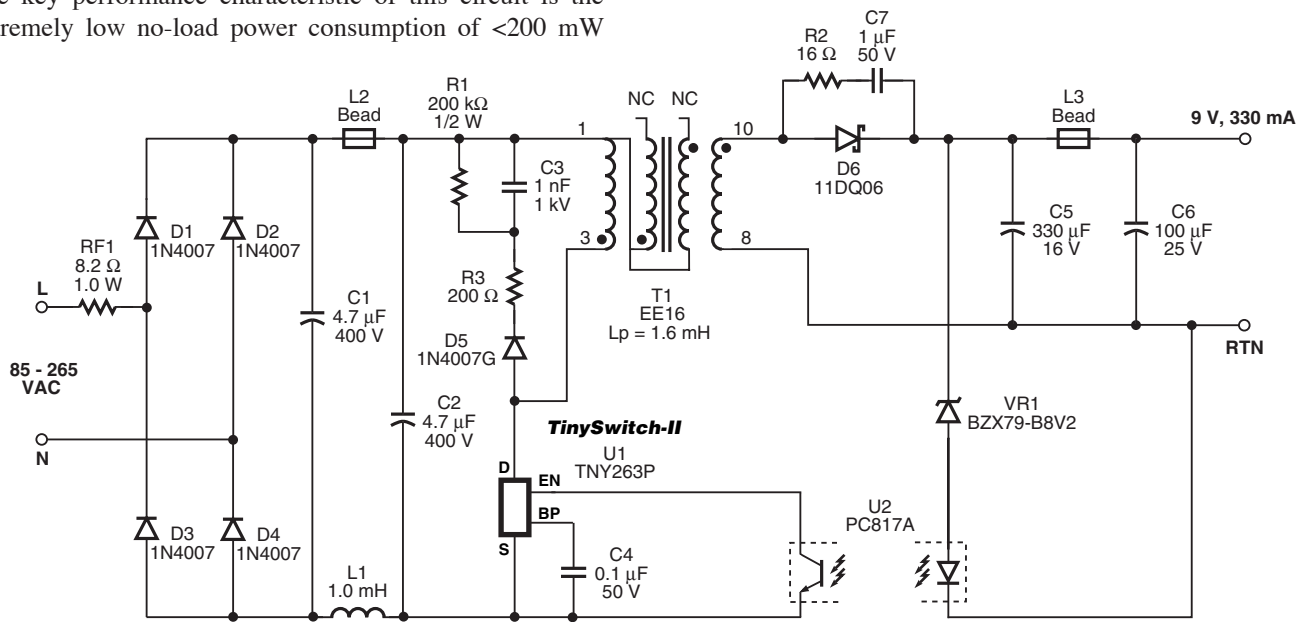 e key performance characteristic of this circuit is the
remely low no-load power consumption of <200 mW
C7
1 µF
50 V
R2
16 Ω
L2
Bead
R1
200 kΩ
1/2 W
NC NC
L3
Bead
1
10
9 V, 330 mA
C3
1 nF
1 kV
D6
11DQ06
D1
1N4007
D2
1N4007
3
8
C5
330 µF
16 V
C6
100 µF
25 V
RF1
8.2 Ω
1.0 W
L
R3
200 Ω
C1
4.7 µF
400 V
T1
EE16
Lp = 1.6 mH
D5
1N4007G
RTN
85 - 265
VAC
C2
4.7 µF
400 V
VR1
BZX79-B8V2
N
TinySwitch-II
U1
TNY263P
D
EN
BP
S
U2
PC817A
D3
1N4007
D4
1N4007
C4
0.1 µF
50 V
L1
1.0 mH